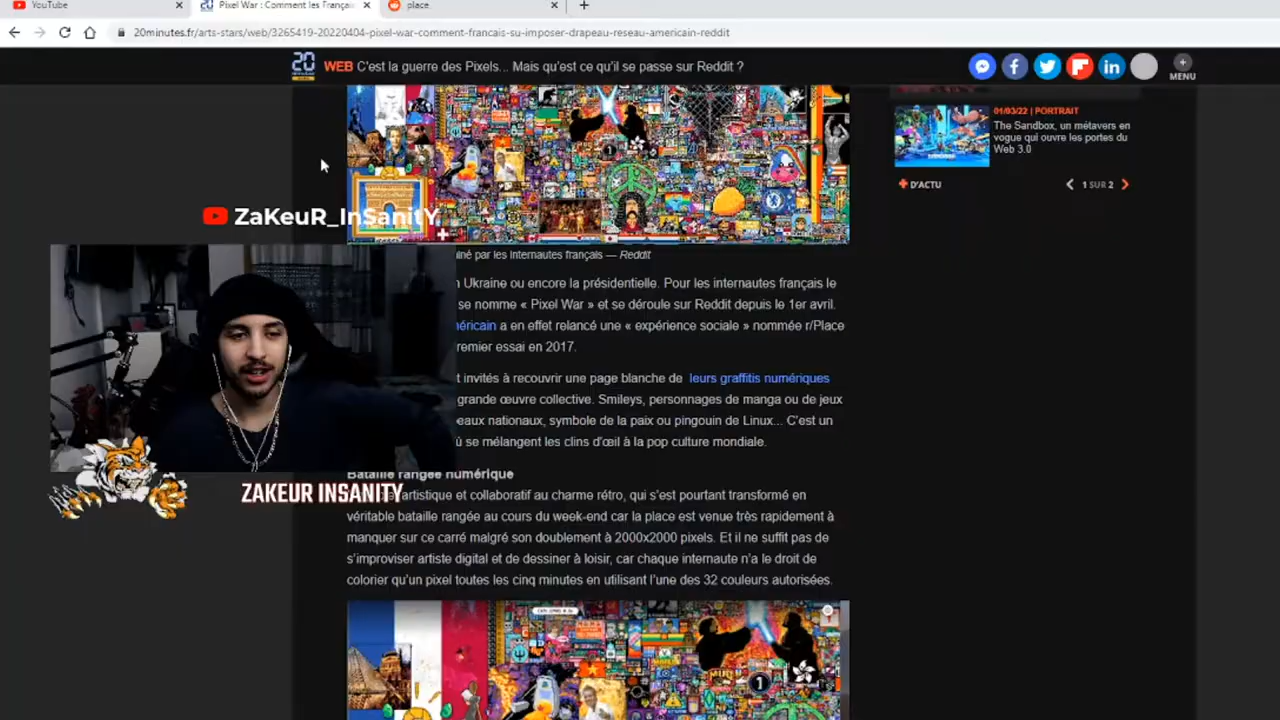 YouTube
Pixel War : Comment les França
place
20minutes.fr/arts-stars/web/3265419-20220404-pixel-war-comment-francais-su-imposer-drapeau-reseau-americain-reddit
20
WEB C'est la guerre des Pixels... Mais qu'est ce qu'il se passe sur Reddit ?
MENU
01/03/22 | PORTRAIT
The Sandbox, un métavers en
vogue qui ouvre les portes du
Web 3.0
D'ACTU
1 SUR 2
ZaKeuR_InSanitY
iné par les internautes français — Reddit
Ukraine ou encore la présidentielle. Pour les internautes français le
se nomme « Pixel War » et se déroule sur Reddit depuis le 1er avril.
éricain a en effet relancé une « expérience sociale » nommée r/Place
remier essai en 2017.
t invités à recouvrir une page blanche de leurs graffitis numériques
grande œuvre collective. Smileys, personnages de manga ou de jeux
eaux nationaux, symbole de la paix ou pingouin de Linux... C'est un
ù se mélangent les clins d'œil à la pop culture mondiale.
Bataille rangée numérique
ZAKEUR INSANITY
artistique et collaboratif au charme rétro, qui s'est pourtant transformé en
véritable bataille rangée au cours du week-end car la place est venue très rapidement à
manquer sur ce carré malgré son doublement à 2000x2000 pixels. Et il ne suffit pas de
s'improviser artiste digital et de dessiner à loisir, car chaque internaute n'a le droit de
colorier qu'un pixel toutes les cinq minutes en utilisant l'une des 32 couleurs autorisées.